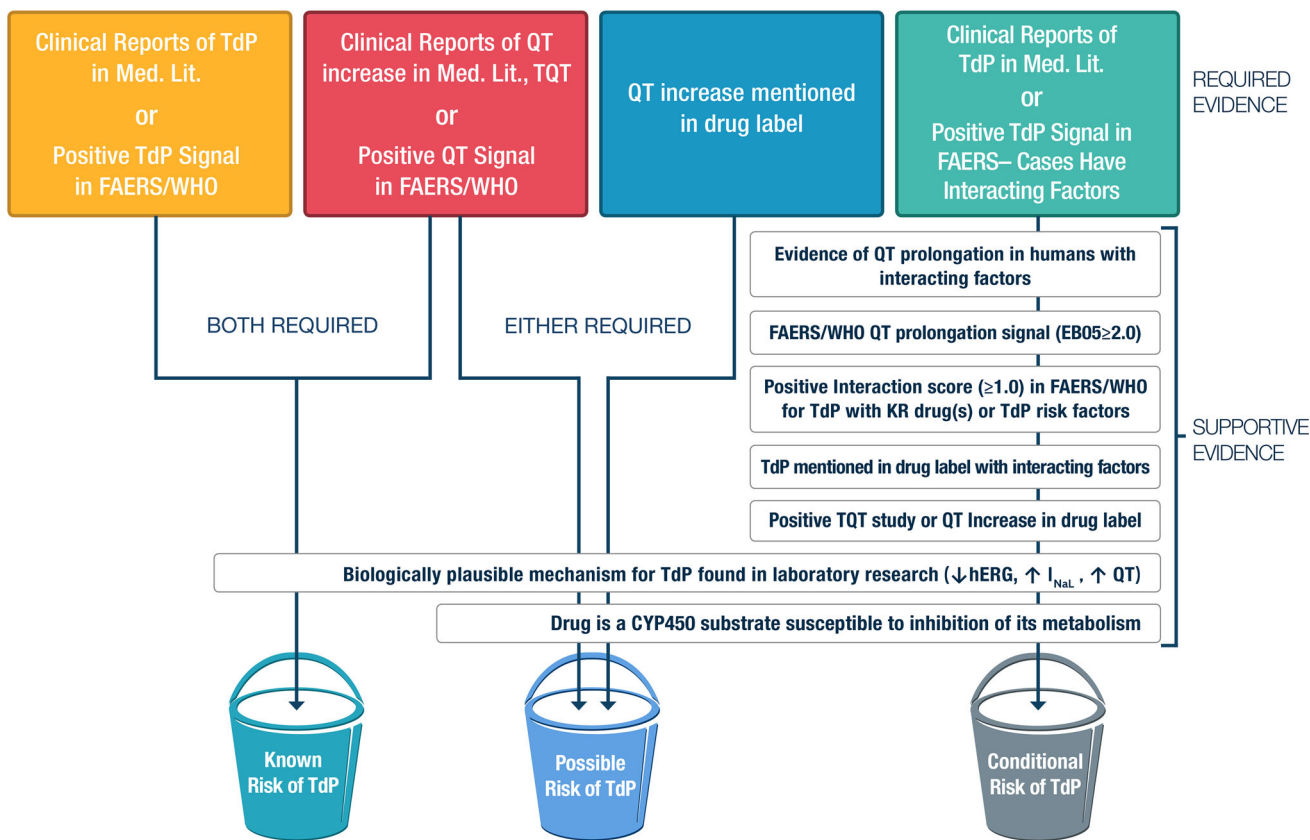 Clinical Reports of TdP
in Med. Lit.
or
Positive TdP Signal
in FAERS/WHO
Clinical Reports of QT
increase in Med. Lit., TQT
or
Positive QT Signal
in FAERS/WHO
QT increase mentioned
in drug label
Clinical Reports of
TdP in Med. Lit.
or
Positive TdP Signal in
FAERS– Cases Have
Interacting Factors
REQUIRED
EVIDENCE
BOTH REQUIRED
EITHER REQUIRED
Evidence of QT prolongation in humans with
interacting factors
FAERS/WHO QT prolongation signal (EB05≥2.0)
Positive Interaction score (≥1.0) in FAERS/WHO
for TdP with KR drug(s) or TdP risk factors
TdP mentioned in drug label with interacting factors
Positive TQT study or QT Increase in drug label
Biologically plausible mechanism for TdP found in laboratory research (↓hERG, ↑ I_NaL , ↑ QT)
Drug is a CYP450 substrate susceptible to inhibition of its metabolism
SUPPORTIVE
EVIDENCE
Known
Risk of TdP
Possible
Risk of TdP
Conditional
Risk of TdP